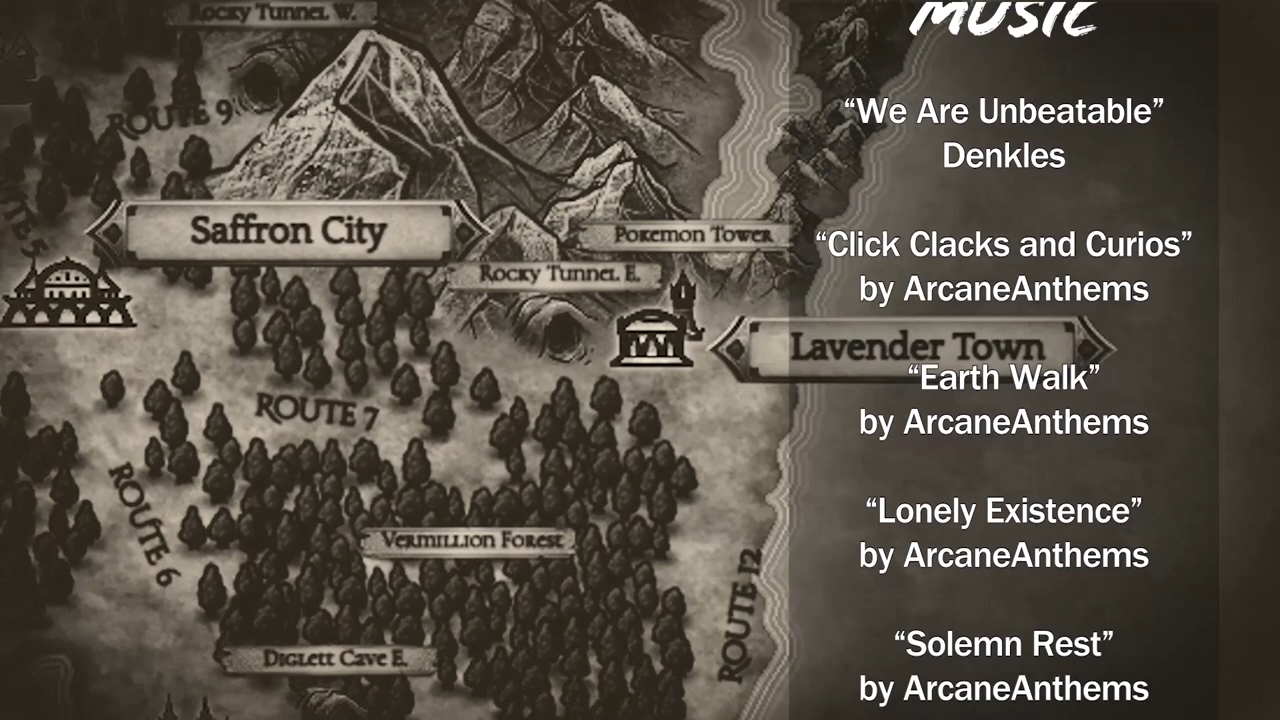 Rocky Tunnel W.
Route 9
Saffron City
Pokemon Tower
Rocky Tunnel E.
Lavender Town
Route 7
Route 6
Vermillion Forest
Route 12
Diglett Cave E.
MUSIC
“We Are Unbeatable”
Denkles
“Click Clacks and Curios”
by ArcaneAnthems
“Earth Walk”
by ArcaneAnthems
“Lonely Existence”
by ArcaneAnthems
“Solemn Rest”
by ArcaneAnthems